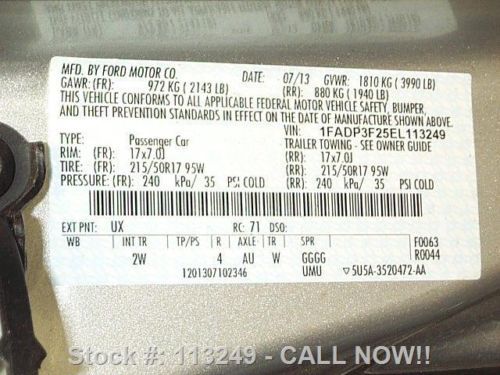 MFD. BY FORD MOTOR CO. DATE: 07/13 GVWR: 1810 KG ( 3990 LB)
GAWR: (FR): 972 KG ( 2143 LB) (RR): 880 KG ( 1940 LB)
THIS VEHICLE CONFORMS TO ALL APPLICABLE FEDERAL MOTOR VEHICLE SAFETY, BUMPER,
AND THEFT PREVENTION STANDARDS IN EFFECT ON THE DATE OF MANUFACTURE SHOWN ABOVE.
VIN: 1FADP3F25EL113249
TYPE: Passenger Car TRAILER TOWING - SEE OWNER GUIDE
RIM: (FR): 17x7.0J (RR): 17x7.0J
TIRE: (FR): 215/50R17 95W (RR): 215/50R17 95W
PRESSURE: (FR): 240 kPa/ 35 PSI COLD (RR): 240 kPa/ 35 PSI COLD
EXT PNT: UX RC: 71 DSO:
WB INT TR TP/PS R AXLE TR SPR F0063
2W 4 AU W GGGG R0044
1201307102346 UMU ▽5U5A-3520472-AA
Stock #: 113249 - CALL NOW!!